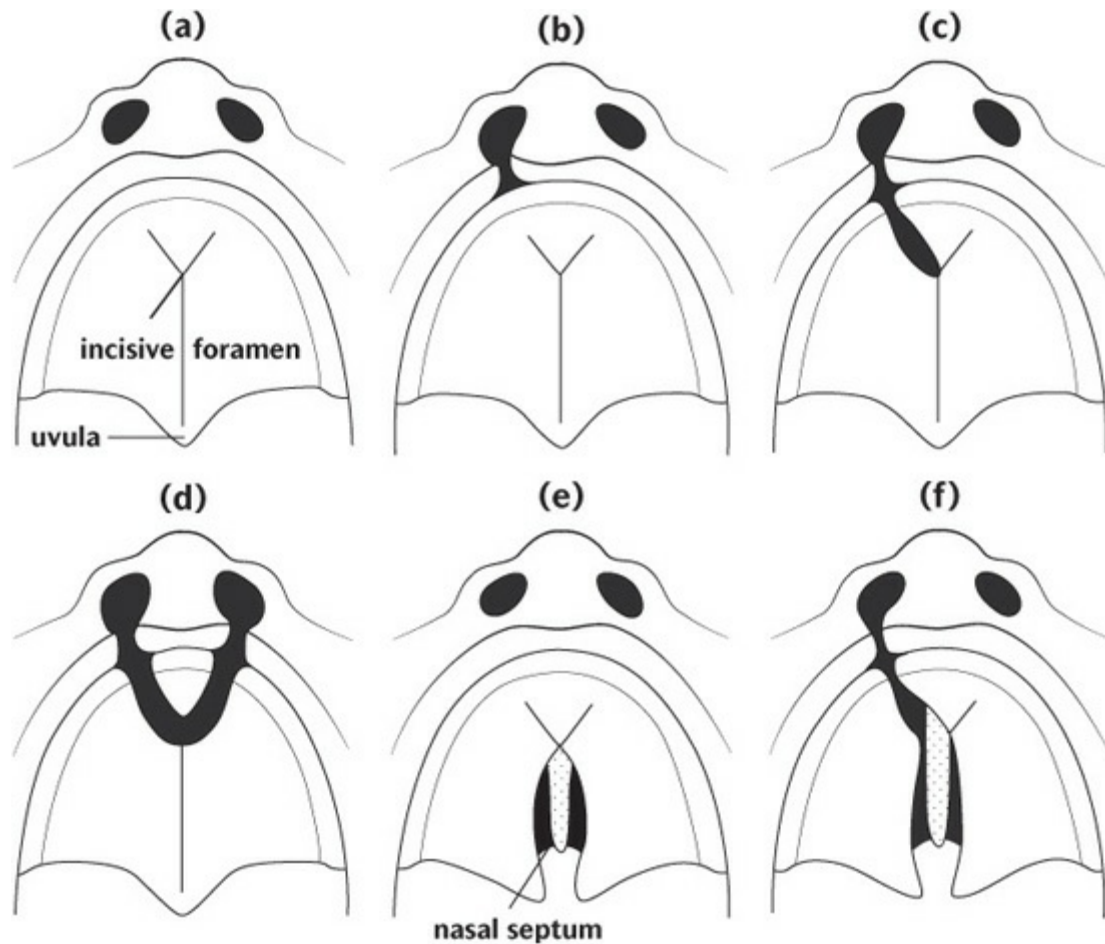 (a)
(b)
(c)
incisive foramen
uvula
(d)
(e)
(f)
nasal septum